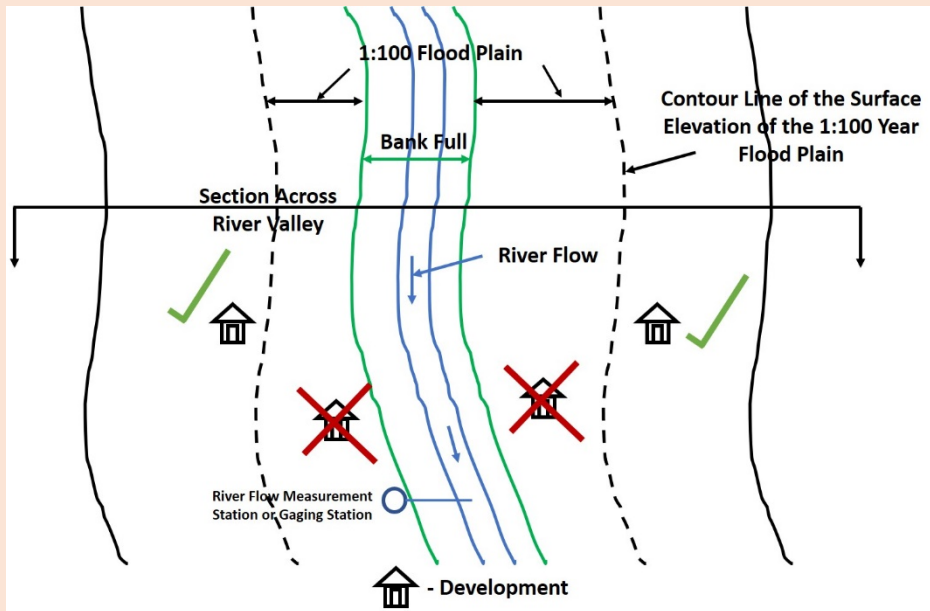 1:100 Flood Plain
Contour Line of the Surface
Elevation of the 1:100 Year
Flood Plain
Bank Full
Section Across
River Valley
River Flow
River Flow Measurement
Station or Gaging Station
- Development